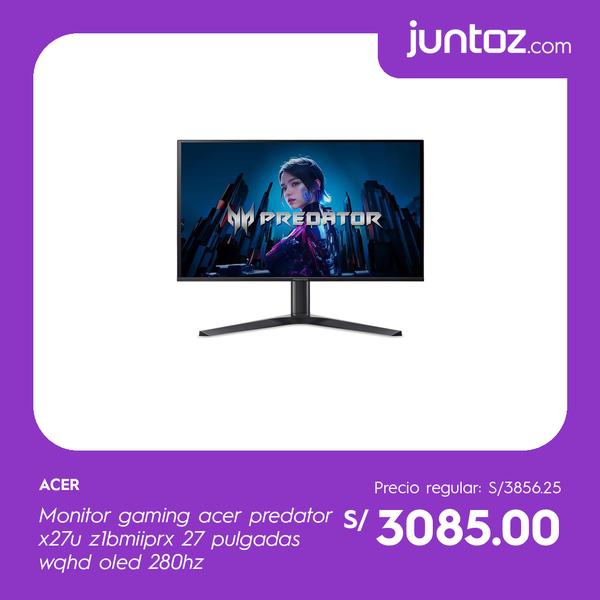 juntoz.com
PREDATOR
ACER
Monitor gaming acer predator
x27u z1bmiiprx 27 pulgadas
wqhd oled 280hz
Precio regular: S/3856.25
S/ 3085.00